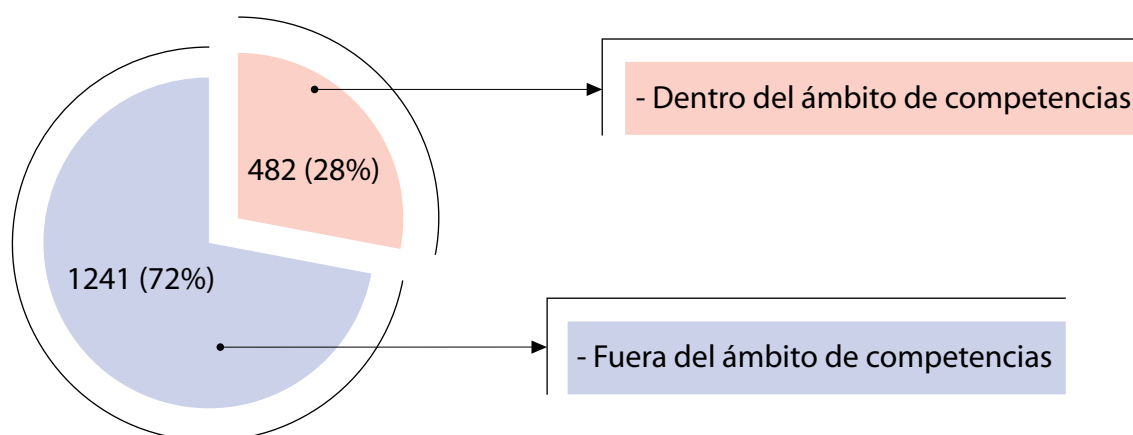 - Dentro del ámbito de competencias
482 (28%)
1241 (72%)
- Fuera del ámbito de competencias